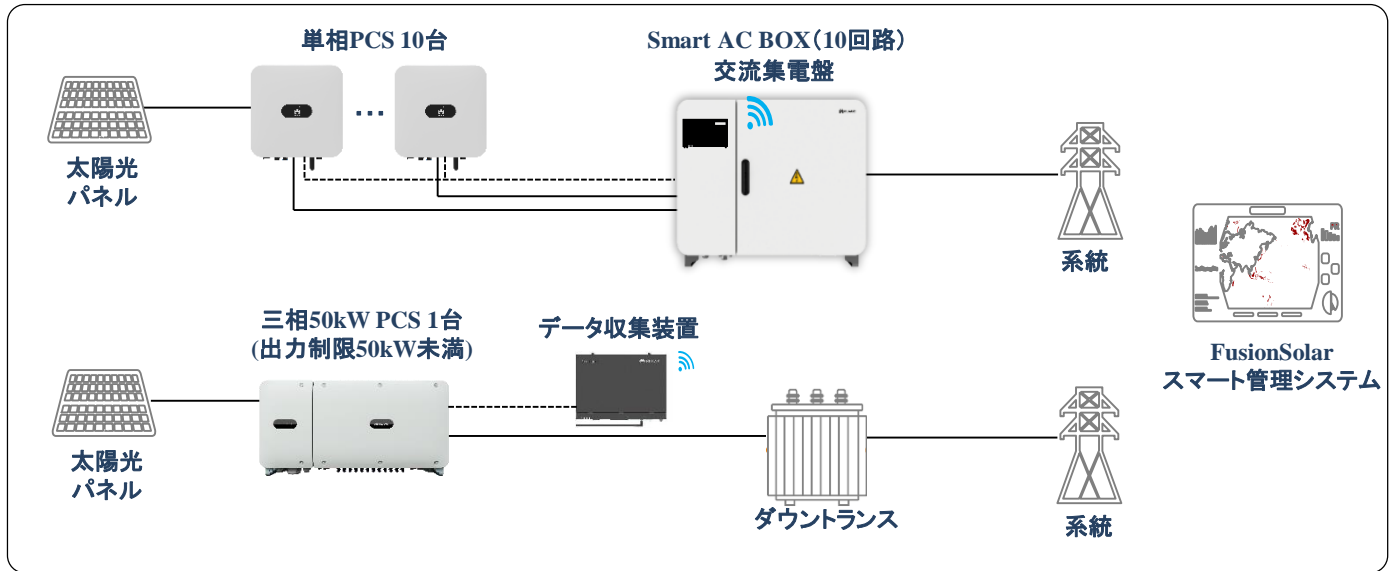 単相PCS 10台
Smart AC BOX（10回路）
交流集電盤
太陽光
パネル
系統
三相50kW PCS 1台
(出力制限50kW未満)
データ収集装置
FusionSolar
スマート管理システム
太陽光
パネル
ダウントランス
系統